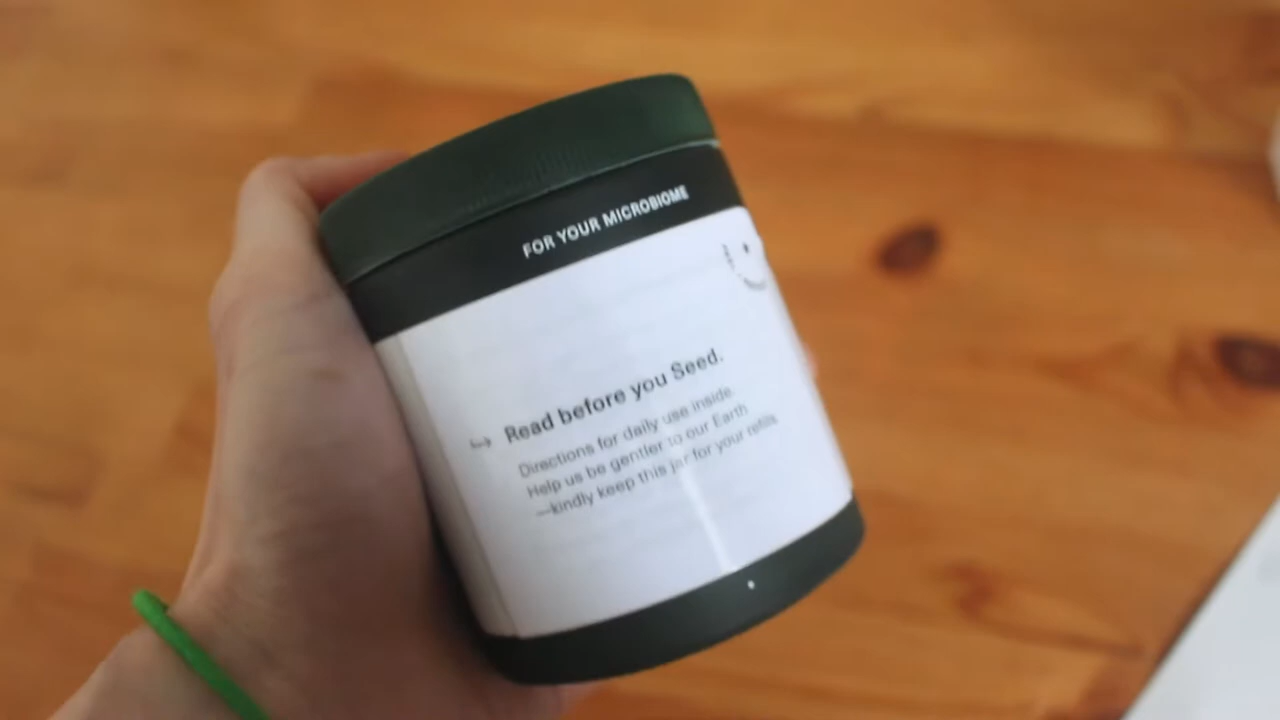 FOR YOUR MICROBIOME
Read before you Seed.
Directions for daily use inside.
Help us be gentler to our Earth
—kindly keep this jar for your refills.